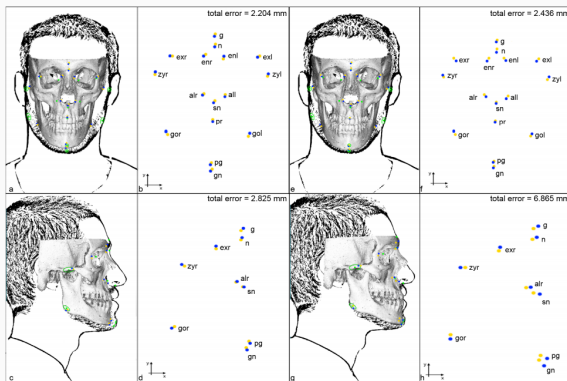 total error = 2.204 mm
g
n
exr
enr
enl
exl
zyr
zyl
alr
all
sn
pr
gor
gol
pg
gn
y
x
a
b
total error = 2.436 mm
g
n
exr
enr
enl
exl
zyr
zyl
alr
all
sn
pr
gor
gol
pg
gn
y
x
e
f
total error = 2.825 mm
g
n
exr
zyr
alr
sn
gor
pg
gn
y
x
c
d
total error = 6.865 mm
g
n
exr
zyr
alr
sn
gor
pg
gn
y
x
g
h